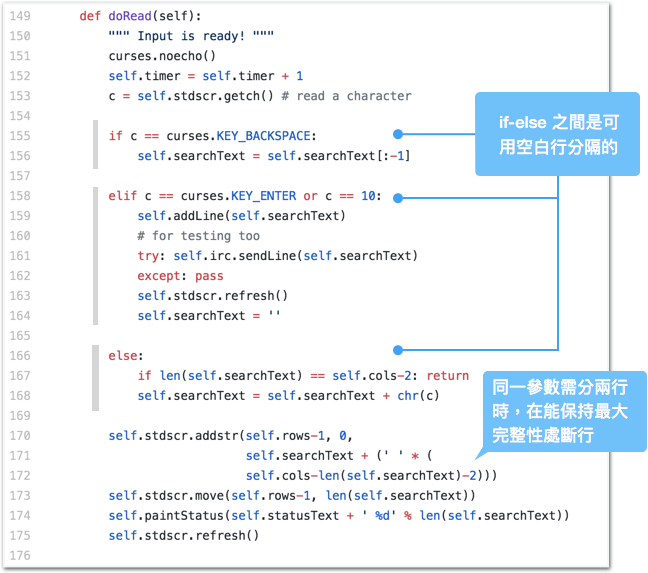 149 def doRead(self):
150 """ Input is ready! """
151 curses.noecho()
152 self.timer = self.timer + 1
153 c = self.stdscr.getch() # read a character
154
155 if c == curses.KEY_BACKSPACE:
156 self.searchText = self.searchText[:-1]
157
158 elif c == curses.KEY_ENTER or c == 10:
159 self.addLine(self.searchText)
160 # for testing too
161 try: self.irc.sendLine(self.searchText)
162 except: pass
163 self.stdscr.refresh()
164 self.searchText = ''
165
166 else:
167 if len(self.searchText) == self.cols-2: return
168 self.searchText = self.searchText + chr(c)
169
170 self.stdscr.addstr(self.rows-1, 0,
171 self.searchText + (' ' * (
172 self.cols-len(self.searchText)-2)))
173 self.stdscr.move(self.rows-1, len(self.searchText))
174 self.paintStatus(self.statusText + ' %d' % len(self.searchText))
175 self.stdscr.refresh()
176
if-else 之間是可
用空白行分隔的
同一參數需分兩行
時，在能保持最大
完整性處斷行